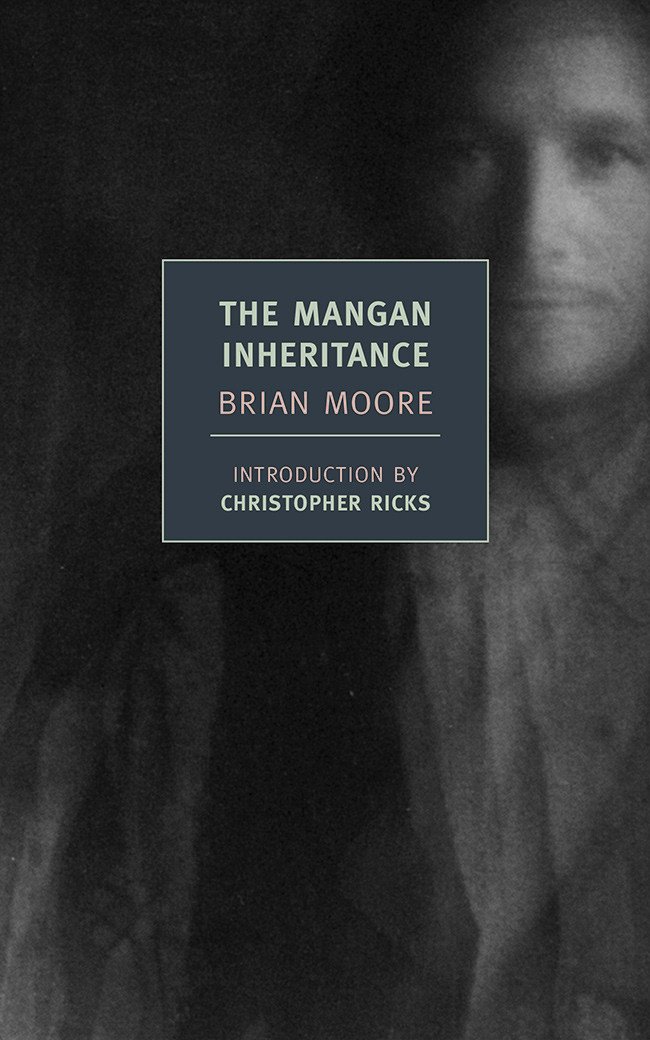 THE MANGAN
INHERITANCE
BRIAN MOORE
INTRODUCTION BY
CHRISTOPHER RICKS